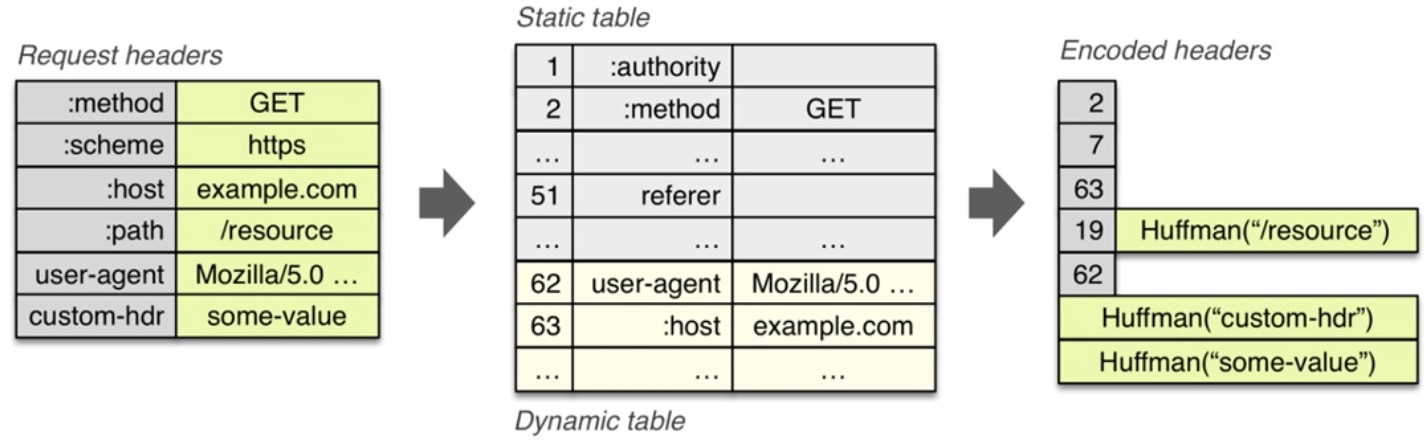 Request headers
:method GET
:scheme https
:host example.com
:path /resource
user-agent Mozilla/5.0 …
custom-hdr some-value
Static table
1 :authority
2 :method GET
… … …
51 referer
… … …
62 user-agent Mozilla/5.0 …
63 :host example.com
… … …
Dynamic table
Encoded headers
2
7
63
19 Huffman(“/resource”)
62
Huffman(“custom-hdr”)
Huffman(“some-value”)